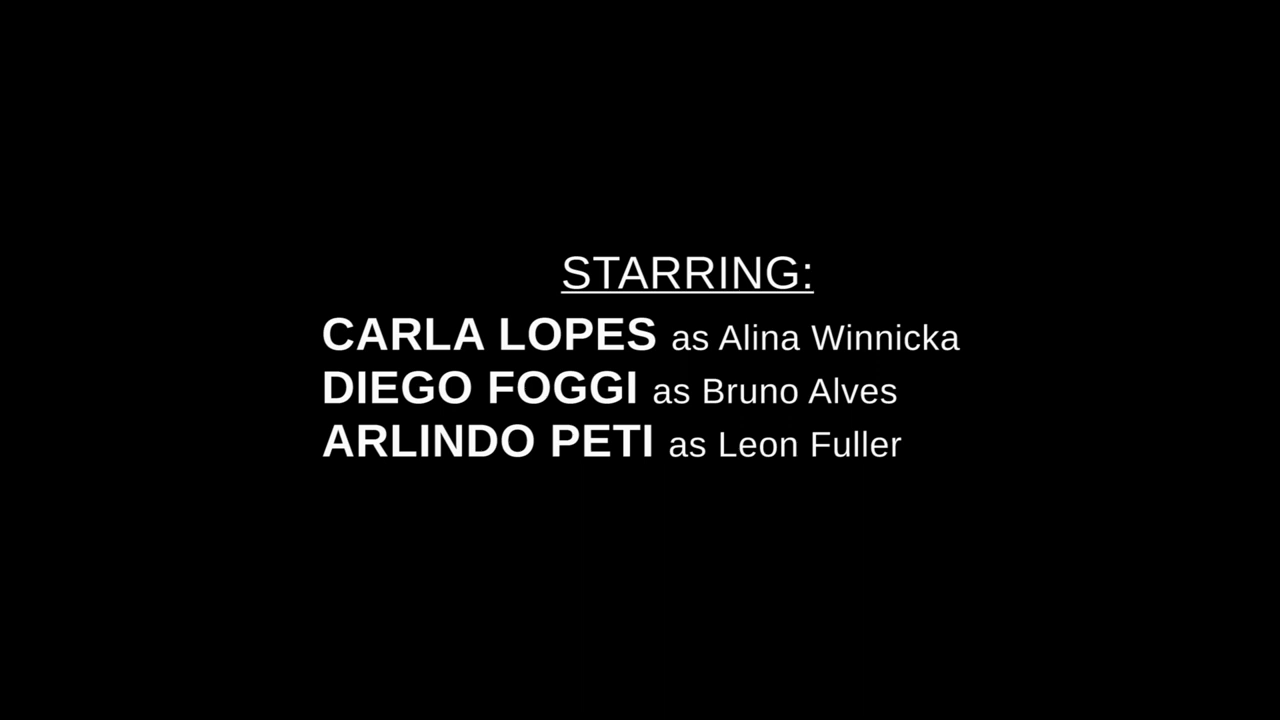 STARRING:
CARLA LOPES as Alina Winnicka
DIEGO FOGGI as Bruno Alves
ARLINDO PETI as Leon Fuller